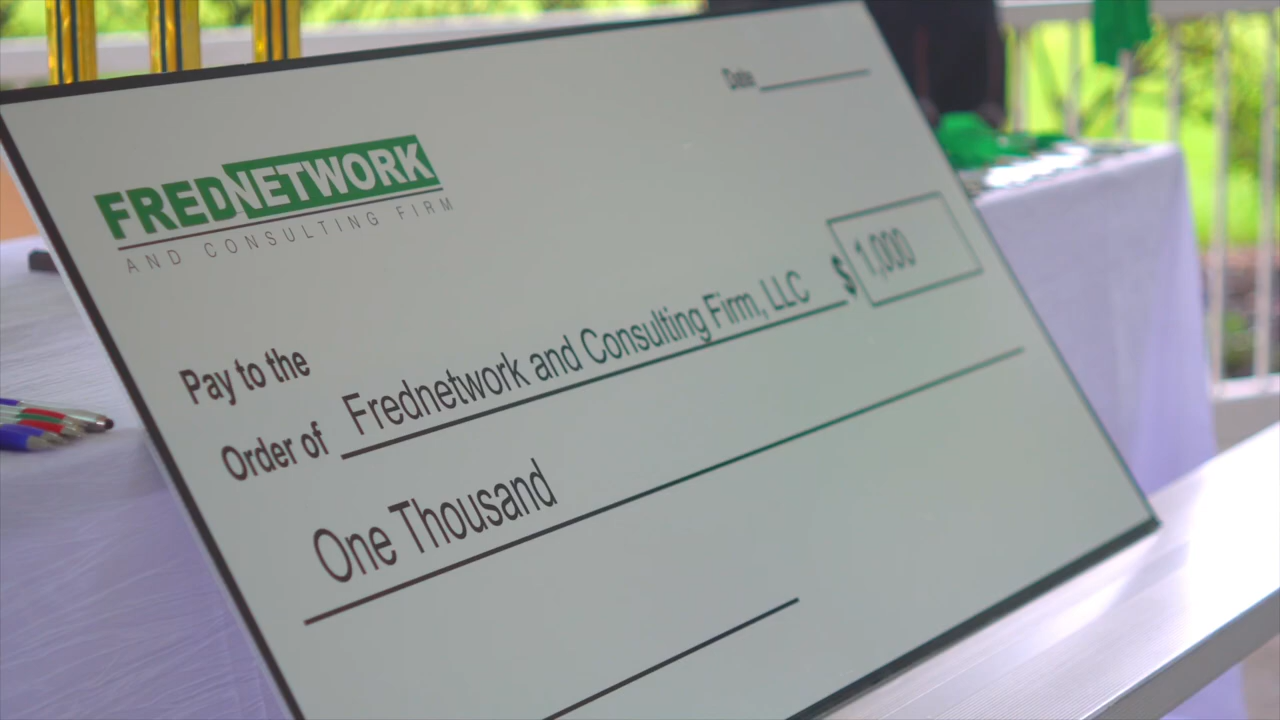 Date
FREDNETWORK
AND CONSULTING FIRM
Pay to the
Order of Frednetwork and Consulting Firm, LLC $ 1,000
One Thousand